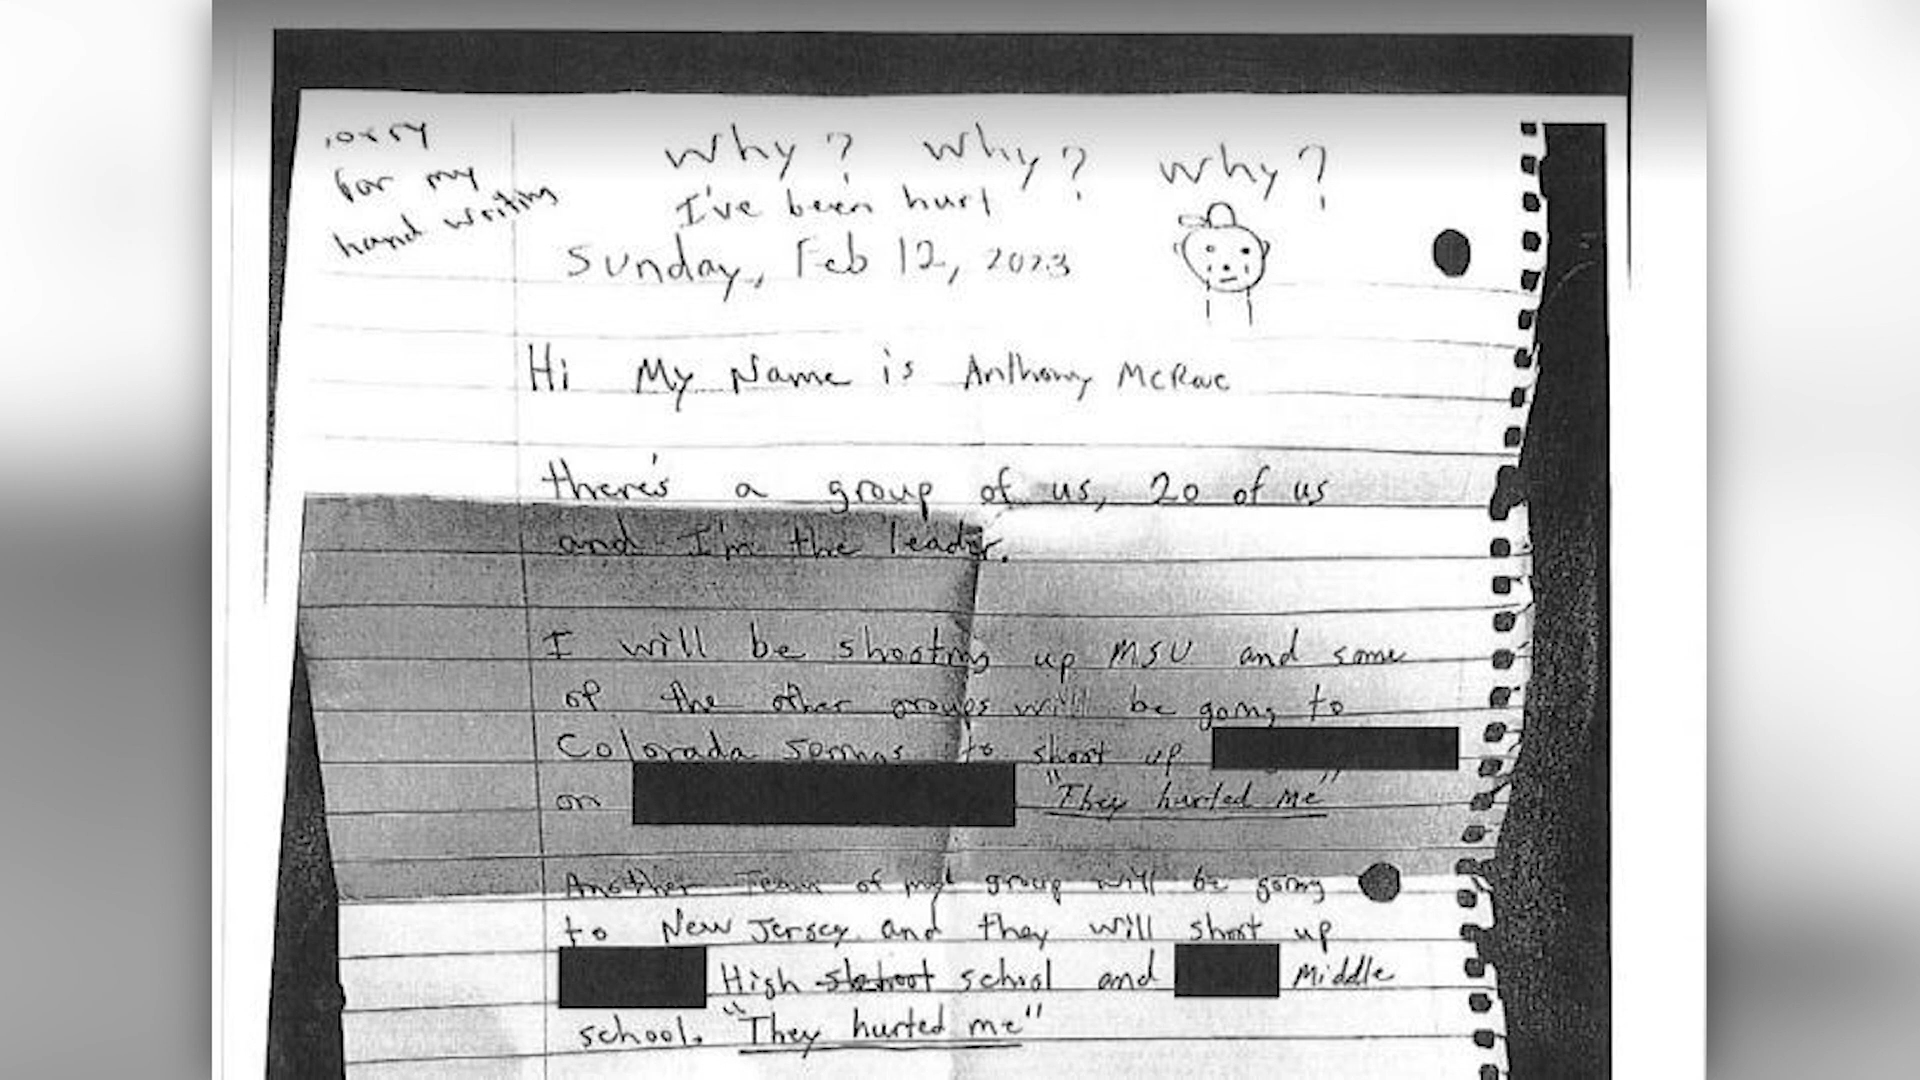 sorry
for my
hand writing
Why? Why? Why?
I've been hurt
Sunday, Feb 12, 2023
Hi My Name is Anthony McRae
there's a group of us, 20 of us
and I'm the leader.
I will be shooting up MSU and some
of the other groups will be going to
Colorada springs to shoot up
on "They hurted me"
Another Team of my group will be going
to New Jersey and they will shoot up
High school and Middle
school. "They hurted me"